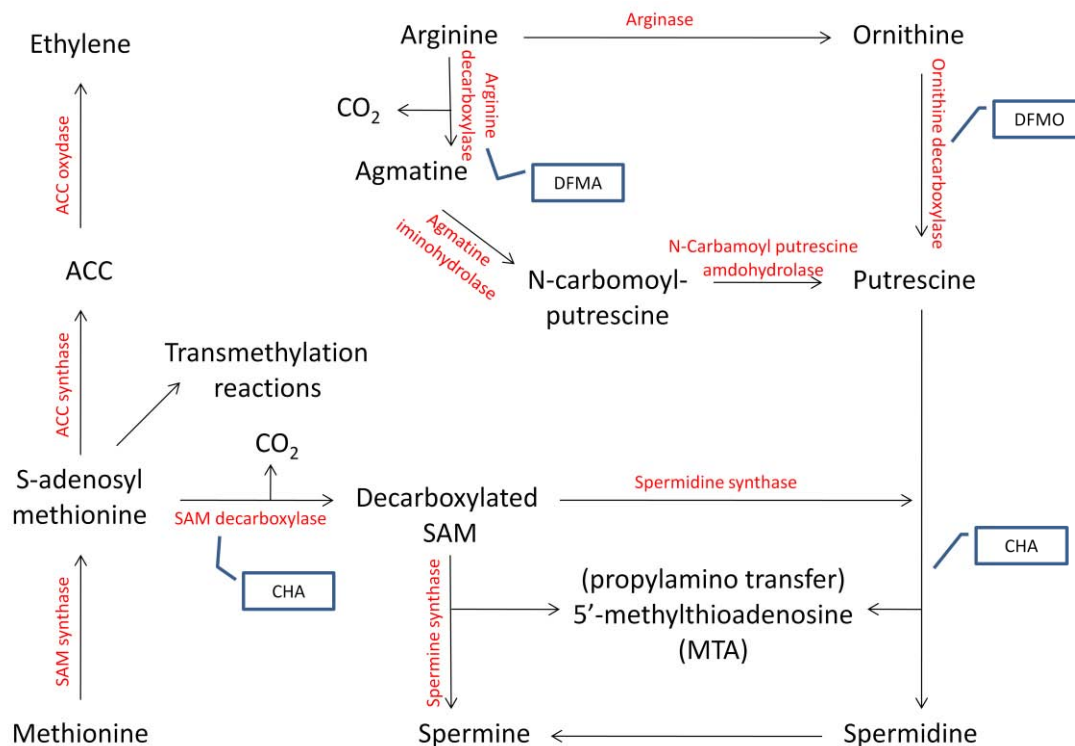 Ethylene
Arginine
Arginase
Ornithine
Arginine
decarboxylase
CO2
ACC oxydase
Ornithine decarboxylase
DFMO
Agmatine
DFMA
Agmatine
iminohydrolase
N-Carbamoyl putrescine
amdohydrolase
ACC
N-carbomoyl-
putrescine
Putrescine
ACC synthase
Transmethylation
reactions
CO2
S-adenosyl
methionine
SAM decarboxylase
Decarboxylated
SAM
Spermidine synthase
CHA
CHA
(propylamino transfer)
5’-methylthioadenosine
(MTA)
SAM synthase
Spermine synthase
Methionine
Spermine
Spermidine